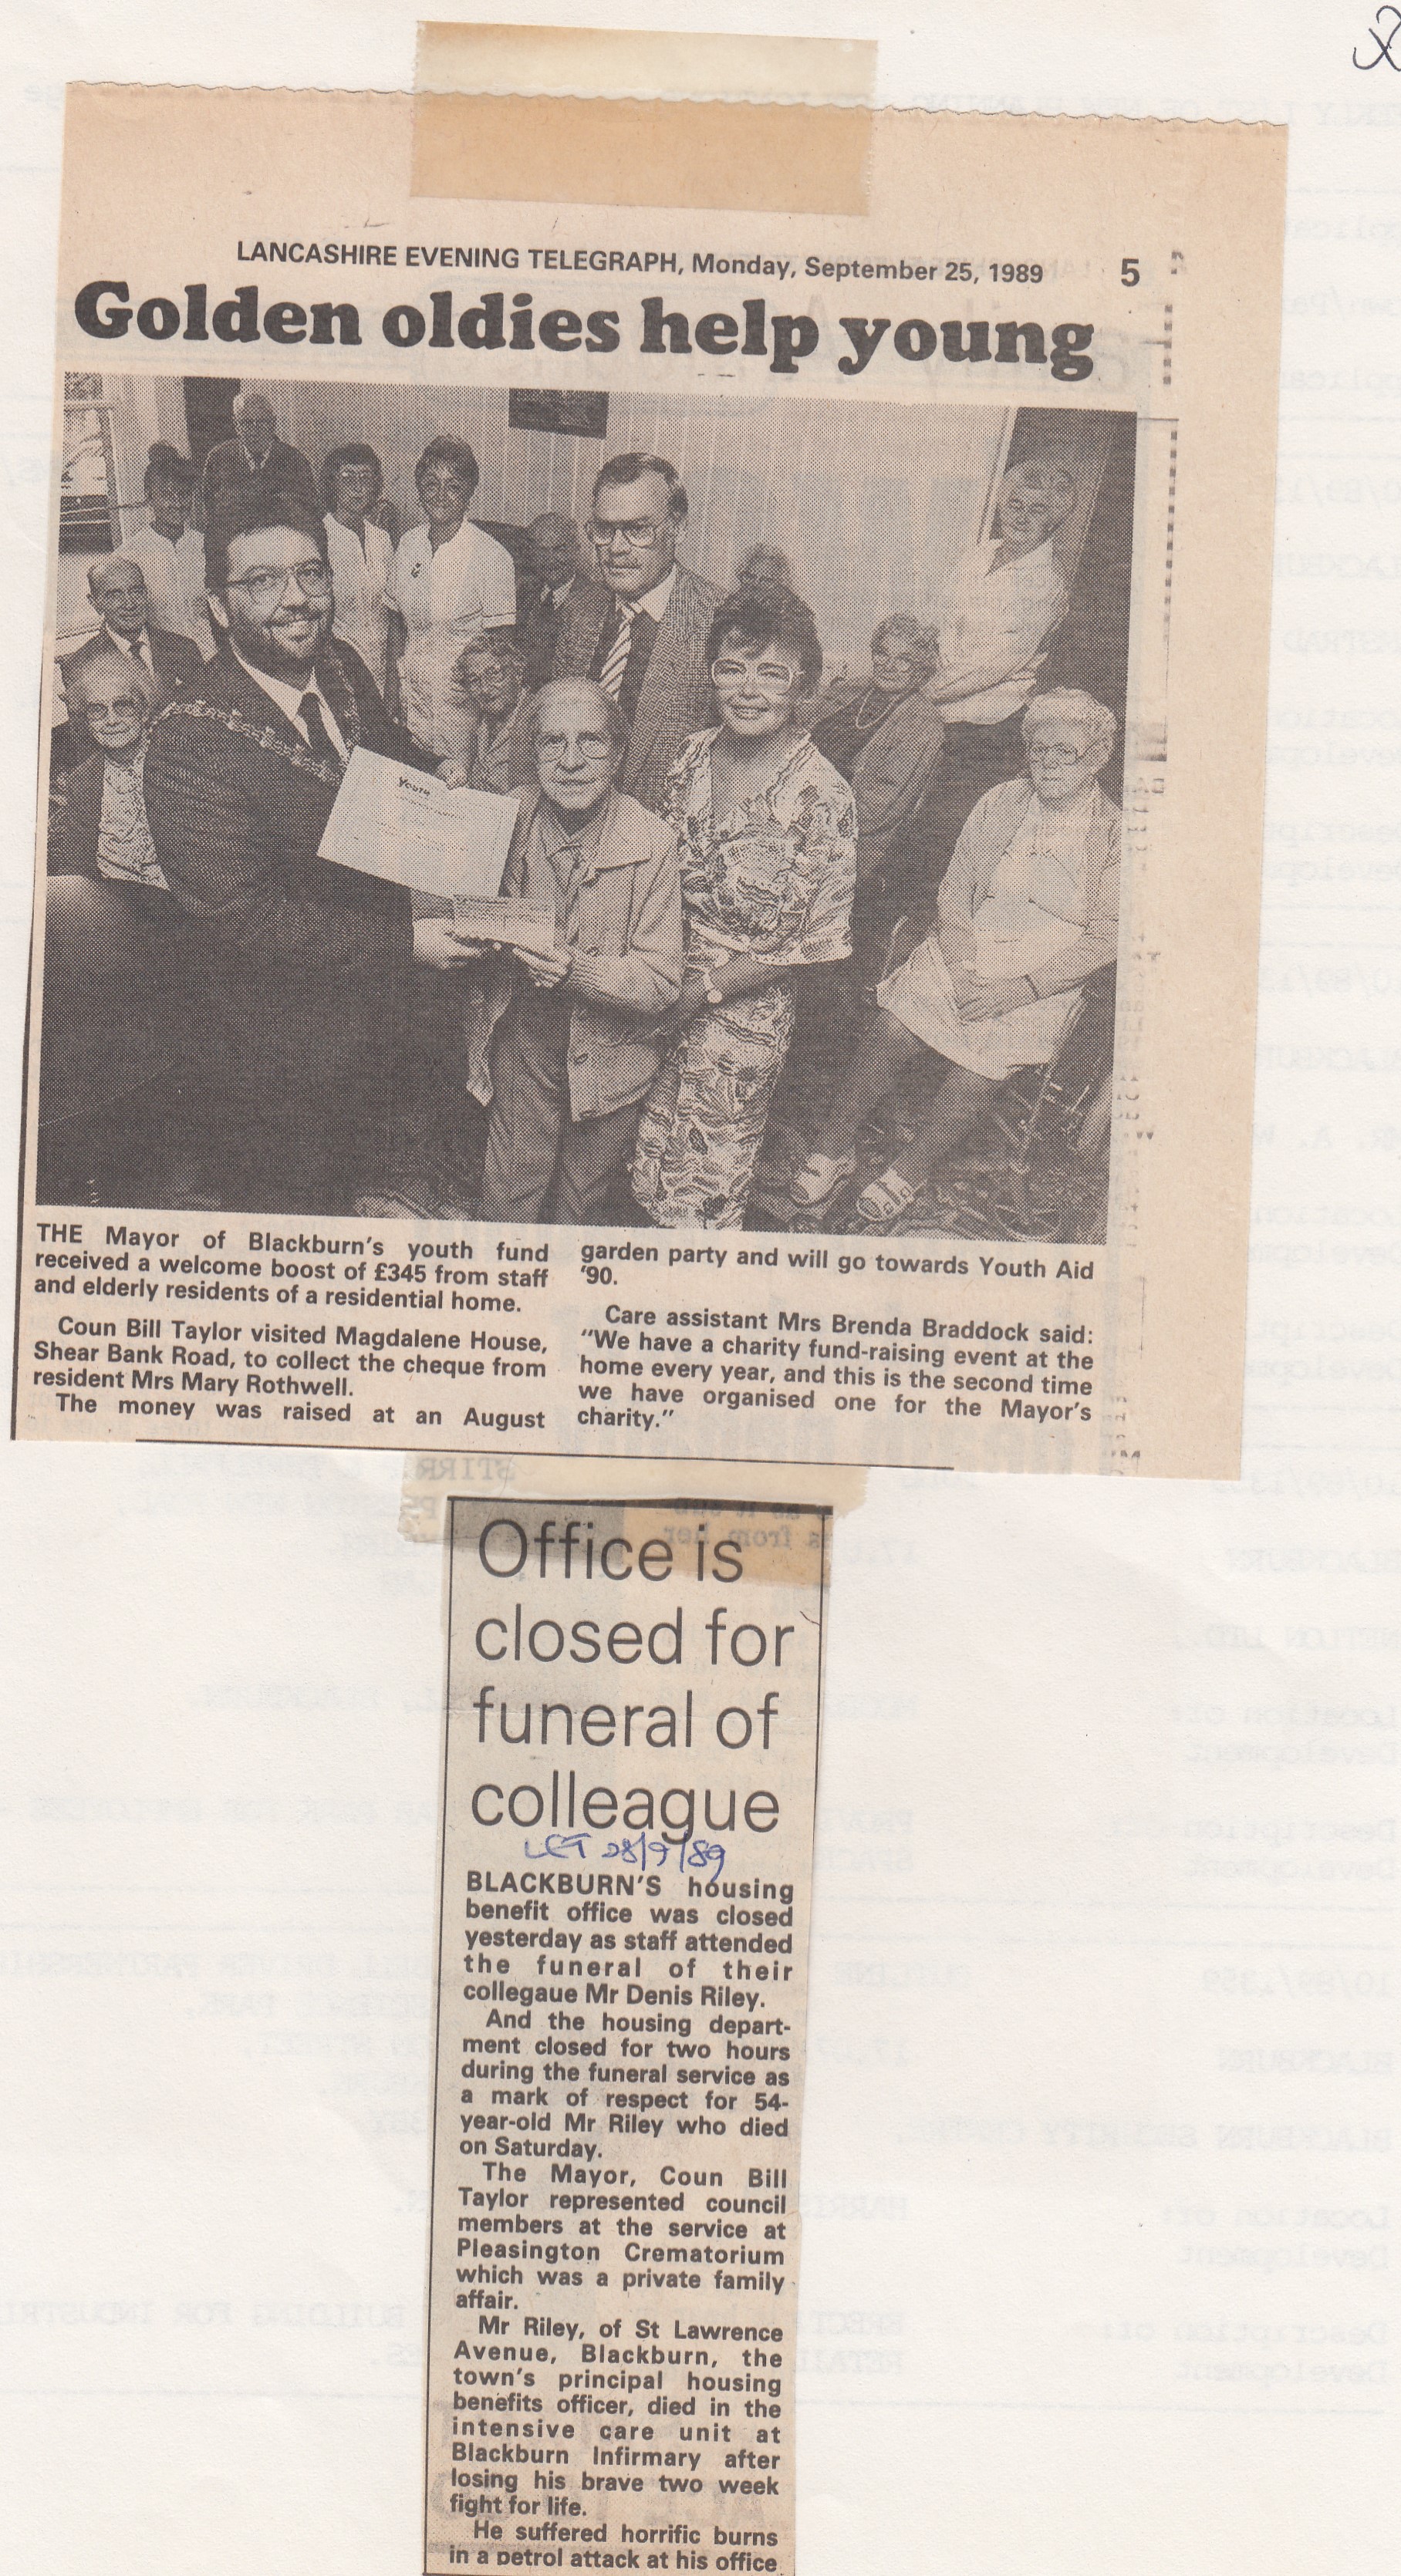 LANCASHIRE EVENING TELEGRAPH, Monday, September 25, 1989 5
Golden oldies help young
Youth
THE Mayor of Blackburn's youth fund
received a welcome boost of £345 from staff
and elderly residents of a residential home.
Coun Bill Taylor visited Magdalene House,
Shear Bank Road, to collect the cheque from
resident Mrs Mary Rothwell.
The money was raised at an August
garden party and will go towards Youth Aid
'90.
Care assistant Mrs Brenda Braddock said:
"We have a charity fund-raising event at the
home every year, and this is the second time
we have organised one for the Mayor's
charity."
Office is
closed for
funeral of
colleague
LET 28/9/89
BLACKBURN'S housing
benefit office was closed
yesterday as staff attended
the funeral of their
collegaue Mr Denis Riley.
And the housing depart-
ment closed for two hours
during the funeral service as
a mark of respect for 54-
year-old Mr Riley who died
on Saturday.
The Mayor, Coun Bill
Taylor represented council
members at the service at
Pleasington Crematorium
which was a private family
affair.
Mr Riley, of St Lawrence
Avenue, Blackburn, the
town's principal housing
benefits officer, died in the
intensive care unit at
Blackburn Infirmary after
losing his brave two week
fight for life.
He suffered horrific burns
in a petrol attack at his office